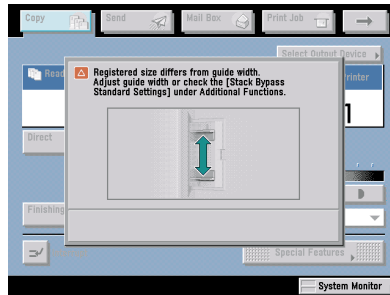 Copy
Send
Mail Box
Print Job
Select Output Device
Read
Printer
Registered size differs from guide width.
Adjust guide width or check the [Stack Bypass
Standard Settings] under Additional Functions.
1
Direct
Finishing
Special Features
System Monitor